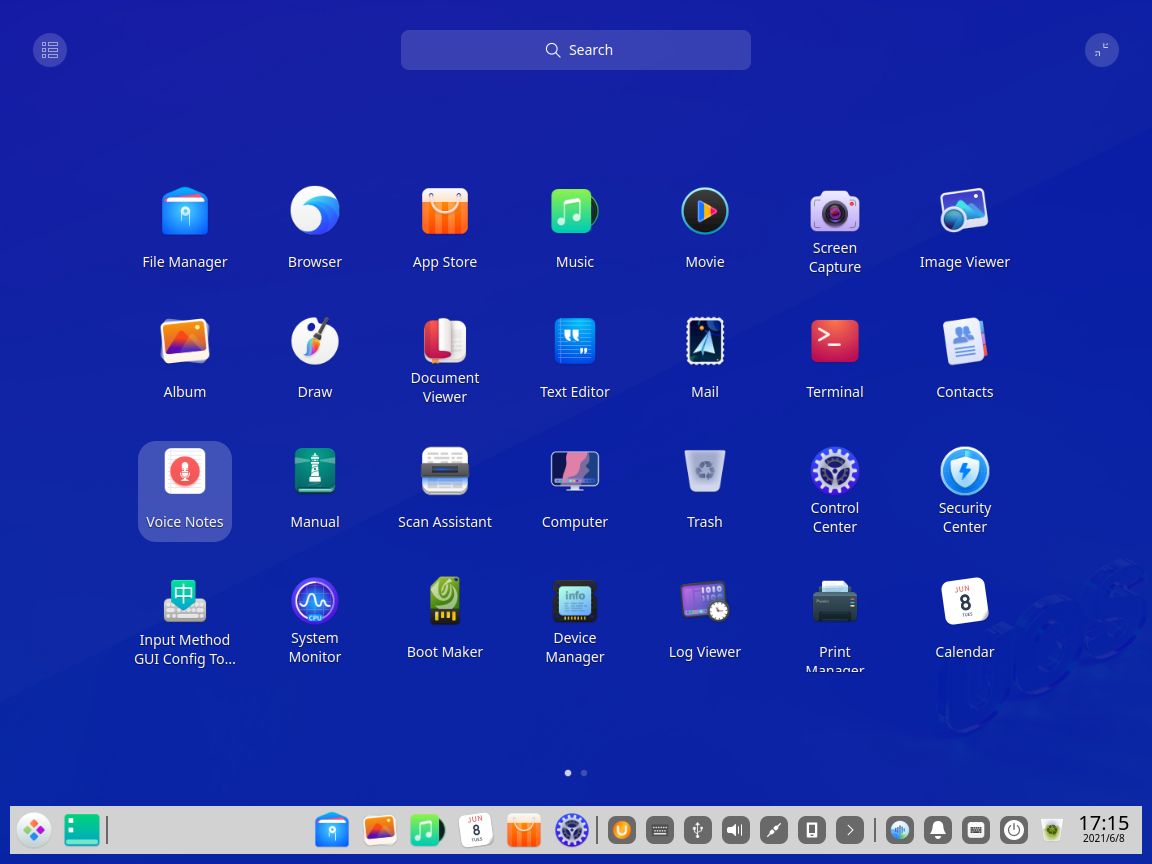 Search
File Manager
Browser
App Store
Music
Movie
Screen
Capture
Image Viewer
Album
Draw
Document
Viewer
Text Editor
Mail
Terminal
Contacts
Voice Notes
Manual
Scan Assistant
Computer
Trash
Control
Center
Security
Center
中
CPU
info
JUN
8
TUES
Input Method
GUI Config To...
System
Monitor
Boot Maker
Device
Manager
Log Viewer
Print
Manager
Calendar
JUN
8
TUES
17:15
2021/6/8